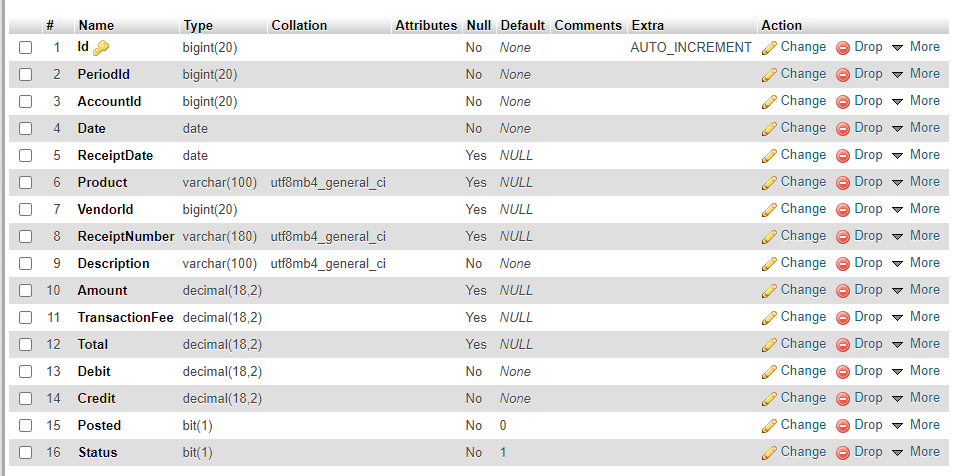 # Name Type Collation Attributes Null Default Comments Extra Action
1 Id bigint(20) No None AUTO_INCREMENT Change Drop More
2 PeriodId bigint(20) No None Change Drop More
3 AccountId bigint(20) No None Change Drop More
4 Date date No None Change Drop More
5 ReceiptDate date Yes NULL Change Drop More
6 Product varchar(100) utf8mb4_general_ci Yes NULL Change Drop More
7 VendorId bigint(20) Yes NULL Change Drop More
8 ReceiptNumber varchar(180) utf8mb4_general_ci Yes NULL Change Drop More
9 Description varchar(100) utf8mb4_general_ci No None Change Drop More
10 Amount decimal(18,2) Yes NULL Change Drop More
11 TransactionFee decimal(18,2) Yes NULL Change Drop More
12 Total decimal(18,2) Yes NULL Change Drop More
13 Debit decimal(18,2) No None Change Drop More
14 Credit decimal(18,2) No None Change Drop More
15 Posted bit(1) No 0 Change Drop More
16 Status bit(1) No 1 Change Drop More